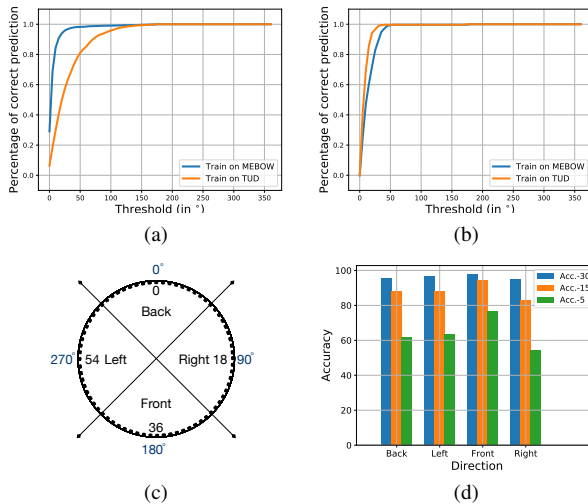 1.0
0.8
0.6
0.4
0.2
0.0
Percentage of correct prediction
Train on MEBOW
Train on TUD
0 50 100 150 200 250 300 350
Threshold (in °)
(a)
1.0
0.8
0.6
0.4
0.2
0.0
Percentage of correct prediction
Train on MEBOW
Train on TUD
0 50 100 150 200 250 300 350
Threshold (in °)
(b)
0°
0
Back
270° 54 Left Right 18 90°
Front
36
180°
(c)
100
80
60
40
20
0
Accuracy
Acc.-30
Acc.-15
Acc.-5
Back Left Front Right
Direction
(d)